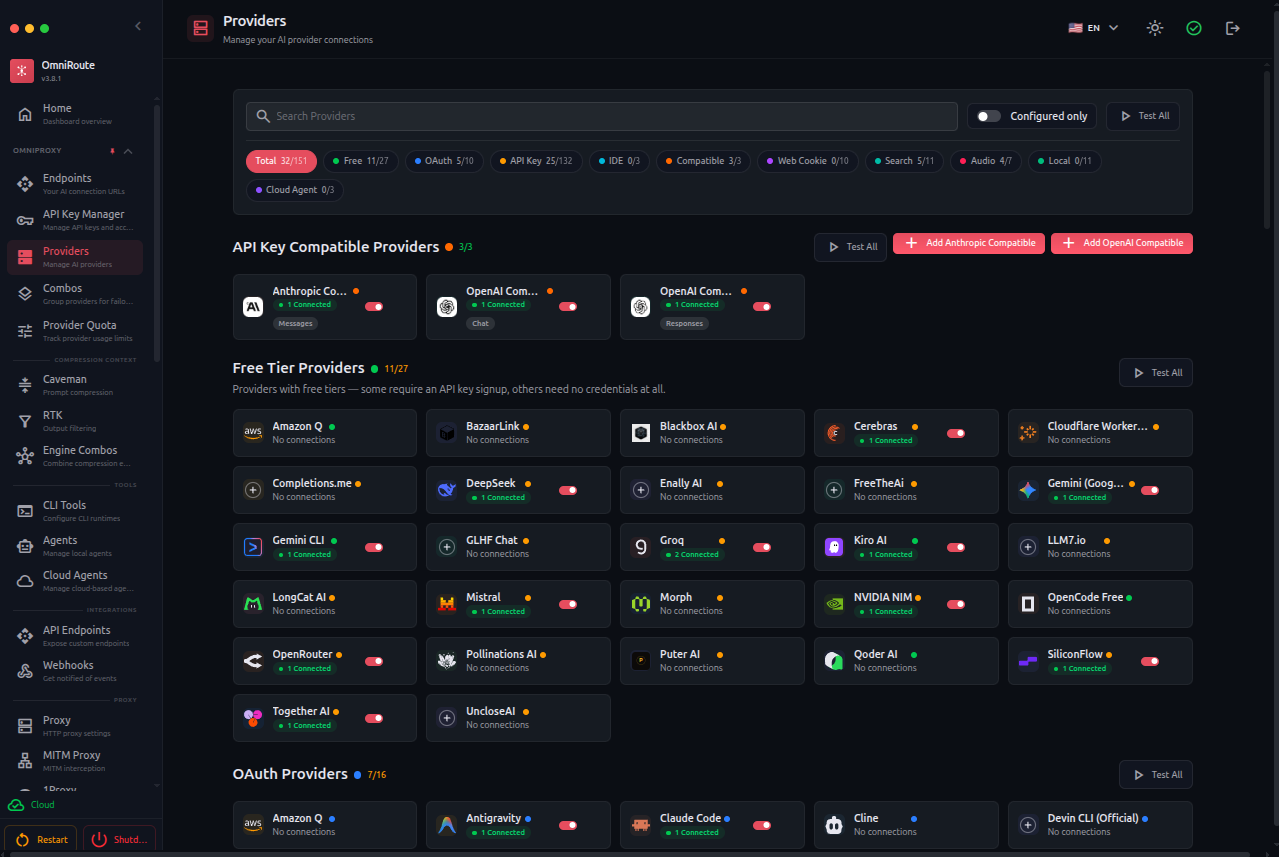 Providers
Manage your AI provider connections
EN
OmniRoute
v3.8.1
Home
Dashboard overview
OMNIPROXY
Endpoints
Your AI connection URLs
API Key Manager
Manage API keys and acc...
Providers
Manage AI providers
Combos
Group providers for failo...
Provider Quota
Track provider usage limits
COMPRESSION CONTEXT
Caveman
Prompt compression
RTK
Output filtering
Engine Combos
Combine compression e...
TOOLS
CLI Tools
Configure CLI runtimes
Agents
Manage local agents
Cloud Agents
Manage cloud-based age...
INTEGRATIONS
API Endpoints
Expose custom endpoints
Webhooks
Get notified of events
PROXY
Proxy
HTTP proxy settings
MITM Proxy
MITM interception
1Proxy
Cloud
Restart
Shutd...
Search Providers
Configured only
Test All
Total 32/151
Free 11/27
OAuth 5/10
API Key 25/132
IDE 0/3
Compatible 3/3
Web Cookie 0/10
Search 5/11
Audio 4/7
Local 0/11
Cloud Agent 0/3
API Key Compatible Providers 3/3
Test All
Add Anthropic Compatible
Add OpenAI Compatible
Anthropic Co...
1 Connected
Messages
OpenAI Com...
1 Connected
Chat
OpenAI Com...
1 Connected
Responses
Free Tier Providers 11/27
Test All
Providers with free tiers — some require an API key signup, others need no credentials at all.
aws
Amazon Q
No connections
BazaarLink
No connections
Blackbox AI
No connections
Cerebras
1 Connected
Cloudflare Worker...
No connections
Completions.me
No connections
DeepSeek
1 Connected
Enally AI
No connections
FreeTheAi
No connections
Gemini (Goog...
1 Connected
Gemini CLI
1 Connected
GLHF Chat
No connections
Groq
2 Connected
Kiro AI
1 Connected
LLM7.io
No connections
LongCat AI
No connections
Mistral
1 Connected
Morph
No connections
NVIDIA NIM
1 Connected
OpenCode Free
No connections
OpenRouter
1 Connected
Pollinations AI
No connections
Puter AI
No connections
Qoder AI
No connections
SiliconFlow
1 Connected
Together AI
1 Connected
UncloseAI
No connections
OAuth Providers 7/16
Test All
aws
Amazon Q
No connections
Antigravity
1 Connected
Claude Code
1 Connected
Cline
No connections
Devin CLI (Official)
No connections